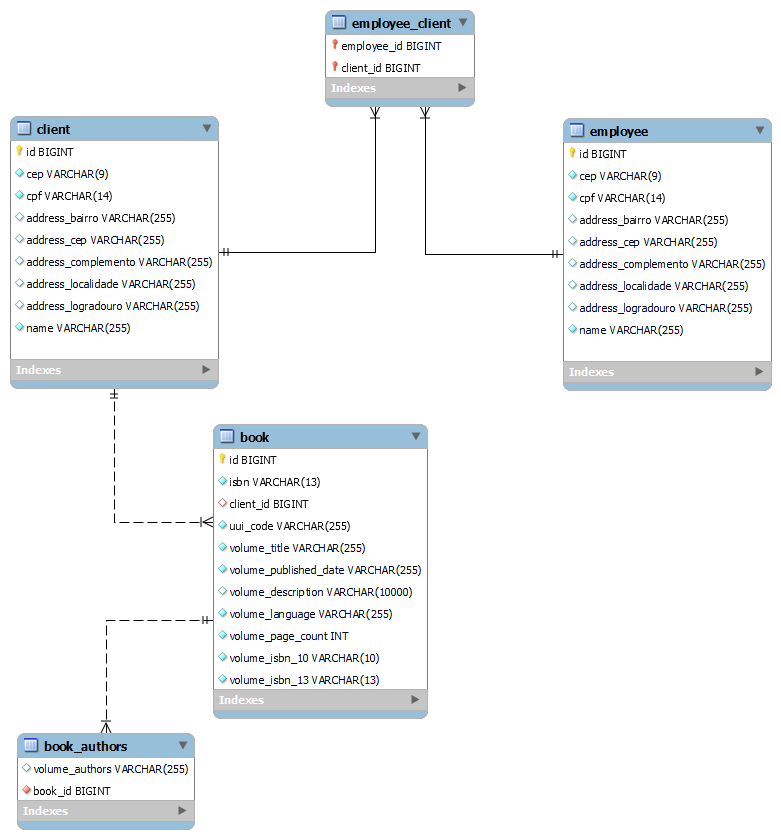 employee_client
employee_id BIGINT
client_id BIGINT
Indexes
client
id BIGINT
cep VARCHAR(9)
cpf VARCHAR(14)
address_bairro VARCHAR(255)
address_cep VARCHAR(255)
address_complemento VARCHAR(255)
address_localidade VARCHAR(255)
address_logradouro VARCHAR(255)
name VARCHAR(255)
Indexes
employee
id BIGINT
cep VARCHAR(9)
cpf VARCHAR(14)
address_bairro VARCHAR(255)
address_cep VARCHAR(255)
address_complemento VARCHAR(255)
address_localidade VARCHAR(255)
address_logradouro VARCHAR(255)
name VARCHAR(255)
Indexes
book
id BIGINT
isbn VARCHAR(13)
client_id BIGINT
uui_code VARCHAR(255)
volume_title VARCHAR(255)
volume_published_date VARCHAR(255)
volume_description VARCHAR(10000)
volume_language VARCHAR(255)
volume_page_count INT
volume_isbn_10 VARCHAR(10)
volume_isbn_13 VARCHAR(13)
Indexes
book_authors
volume_authors VARCHAR(255)
book_id BIGINT
Indexes